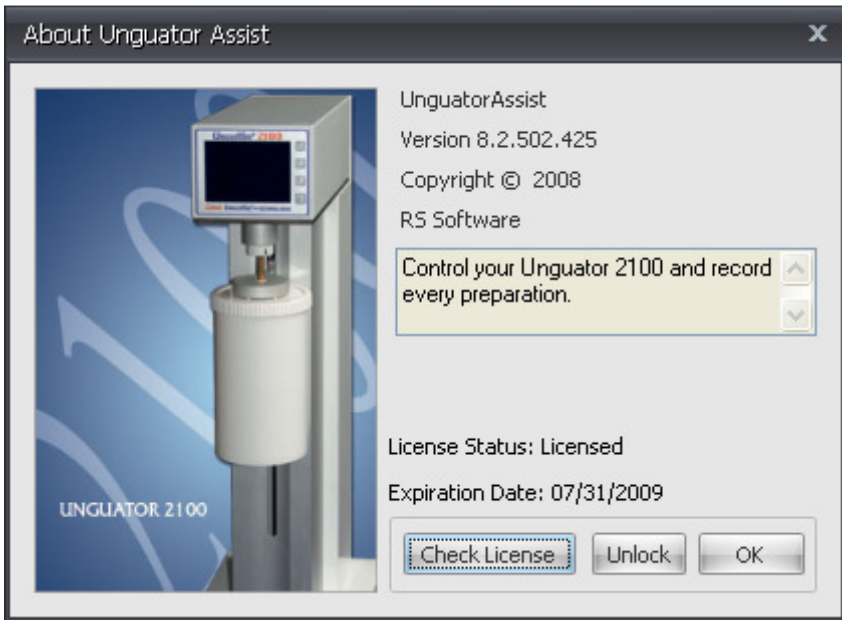 About Unguator Assist
UnguatorAssist
Version 8.2.502.425
Copyright © 2008
RS Software
Control your Unguator 2100 and record
every preparation.
UNGUATOR 2100
License Status: Licensed
Expiration Date: 07/31/2009
Check License
Unlock
OK